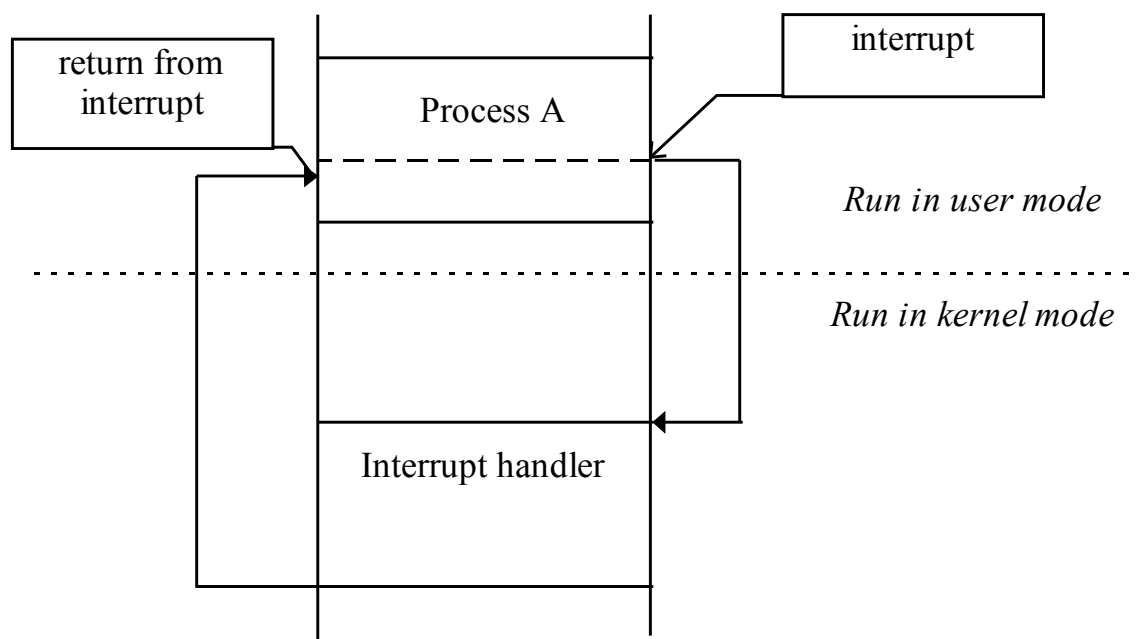 return from
interrupt
interrupt
Process A
Run in user mode
Run in kernel mode
Interrupt handler